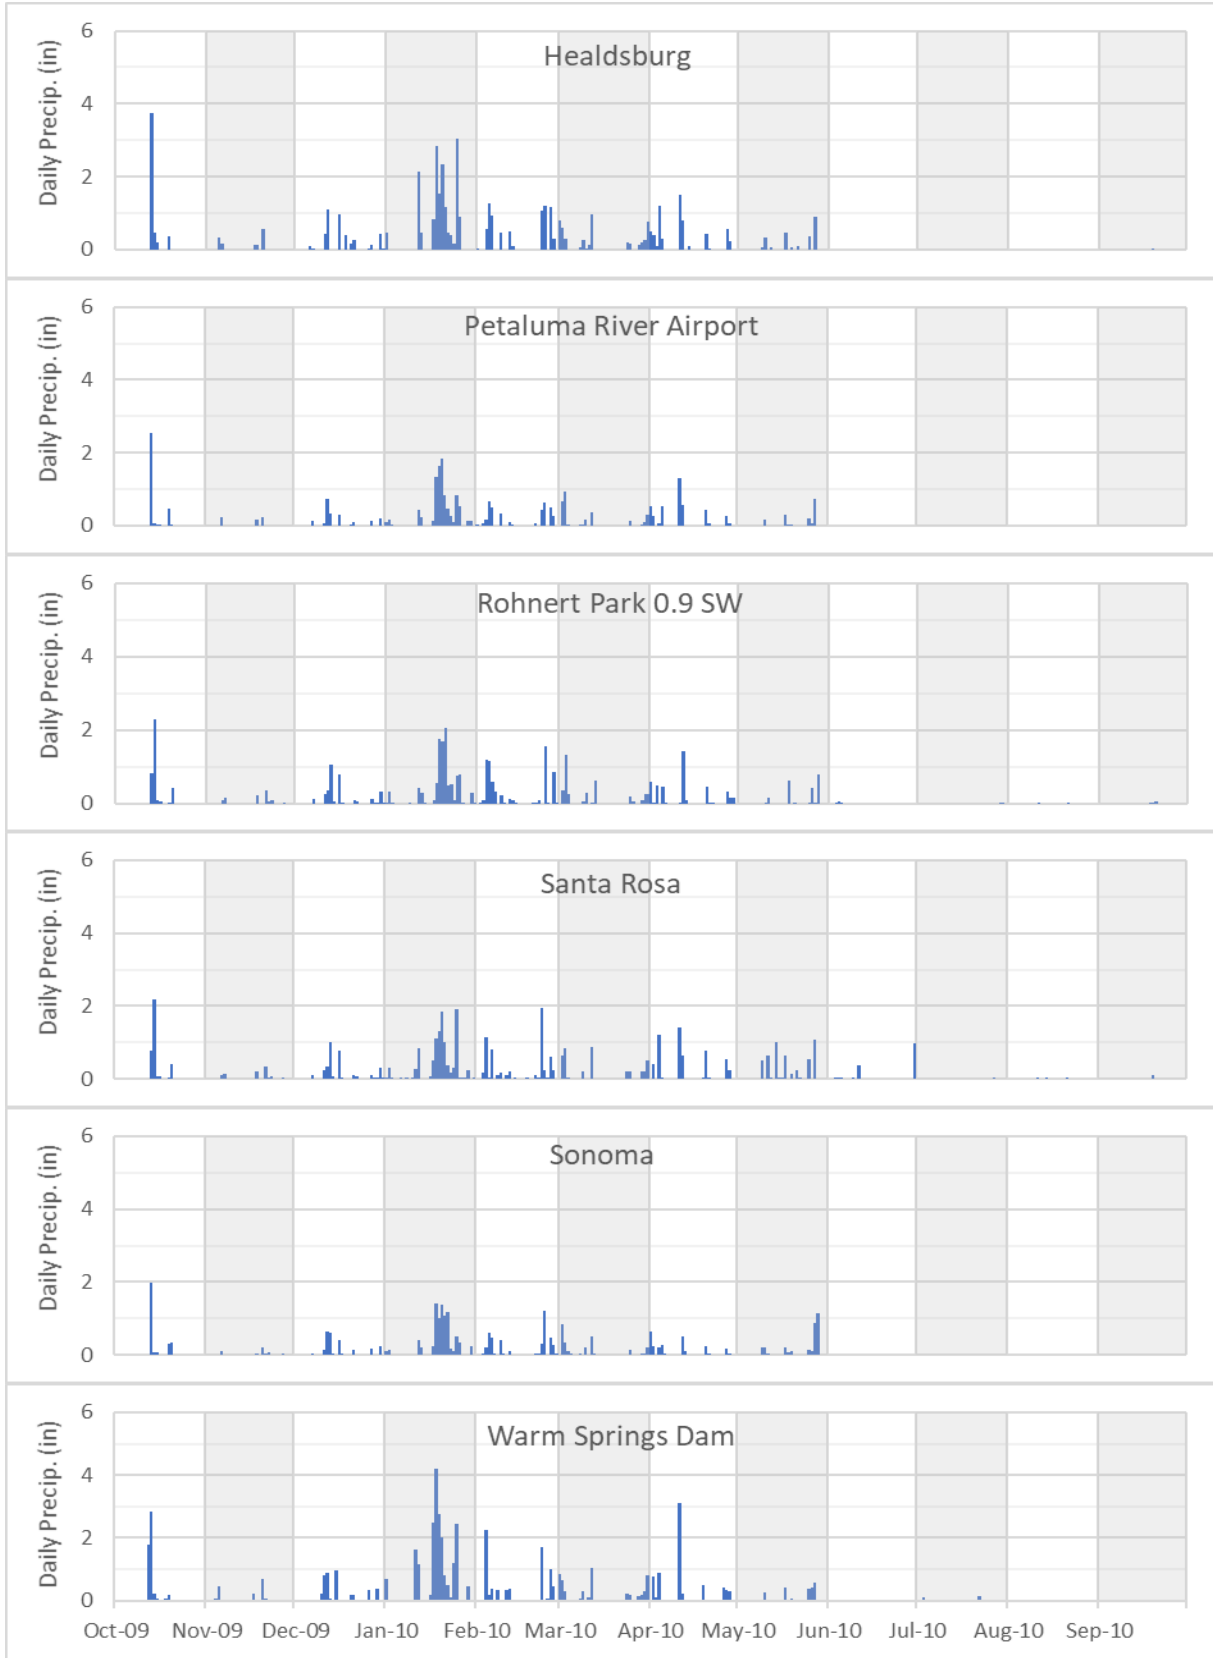 Healdsburg
Daily Precip. (in)
6
4
2
0
Petaluma River Airport
Daily Precip. (in)
6
4
2
0
Rohnert Park 0.9 SW
Daily Precip. (in)
6
4
2
0
Santa Rosa
Daily Precip. (in)
6
4
2
0
Sonoma
Daily Precip. (in)
6
4
2
0
Warm Springs Dam
Daily Precip. (in)
6
4
2
0
Oct-09 Nov-09 Dec-09 Jan-10 Feb-10 Mar-10 Apr-10 May-10 Jun-10 Jul-10 Aug-10 Sep-10